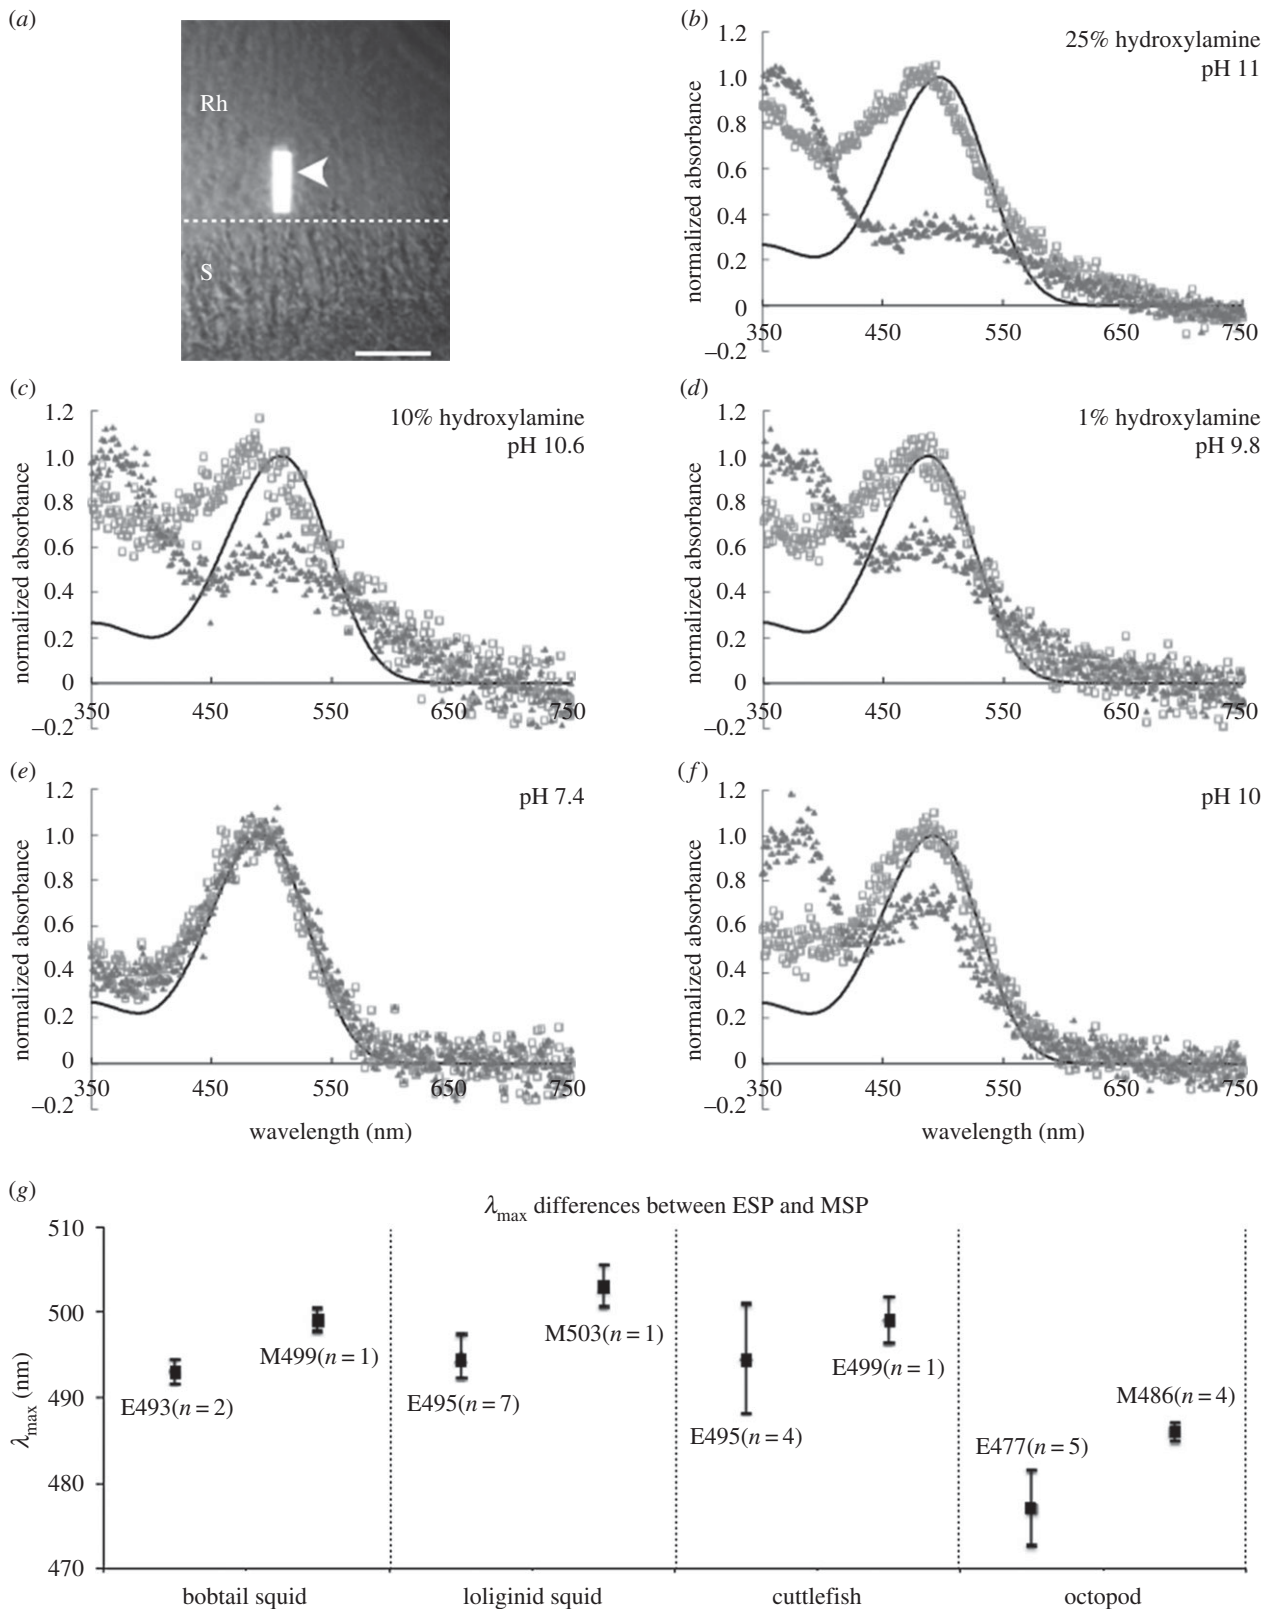 (a)
Rh
S
(b)
25% hydroxylamine
pH 11
normalized absorbance
1.2
1.0
0.8
0.6
0.4
0.2
0
–0.2
350 450 550 650 750
(c)
10% hydroxylamine
pH 10.6
normalized absorbance
1.2
1.0
0.8
0.6
0.4
0.2
0
–0.2
350 450 550 650 750
(d)
1% hydroxylamine
pH 9.8
normalized absorbance
1.2
1.0
0.8
0.6
0.4
0.2
0
–0.2
350 450 550 650 750
(e)
pH 7.4
normalized absorbance
1.2
1.0
0.8
0.6
0.4
0.2
0
–0.2
350 450 550 650 750
wavelength (nm)
(f)
pH 10
normalized absorbance
1.2
1.0
0.8
0.6
0.4
0.2
0
–0.2
350 450 550 650 750
wavelength (nm)
(g)
λmax differences between ESP and MSP
λmax (nm)
510
500
490
480
470
E493(n = 2)
M499(n = 1)
E495(n = 7)
M503(n = 1)
E495(n = 4)
E499(n = 1)
E477(n = 5)
M486(n = 4)
bobtail squid loliginid squid cuttlefish octopod